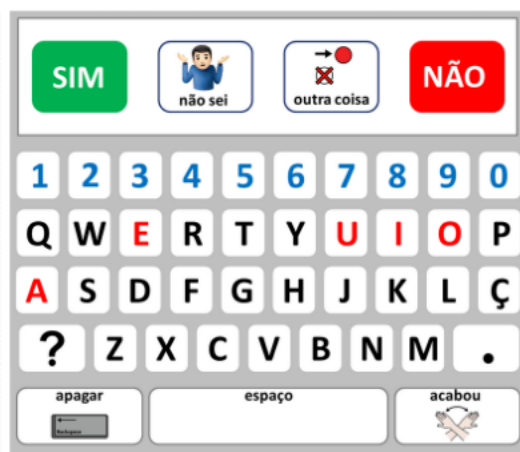 SIM
não sei
outra coisa
NÃO
1 2 3 4 5 6 7 8 9 0
Q W E R T Y U I O P
A S D F G H J K L Ç
? Z X C V B N M .
apagar espaço acabou
Backspace